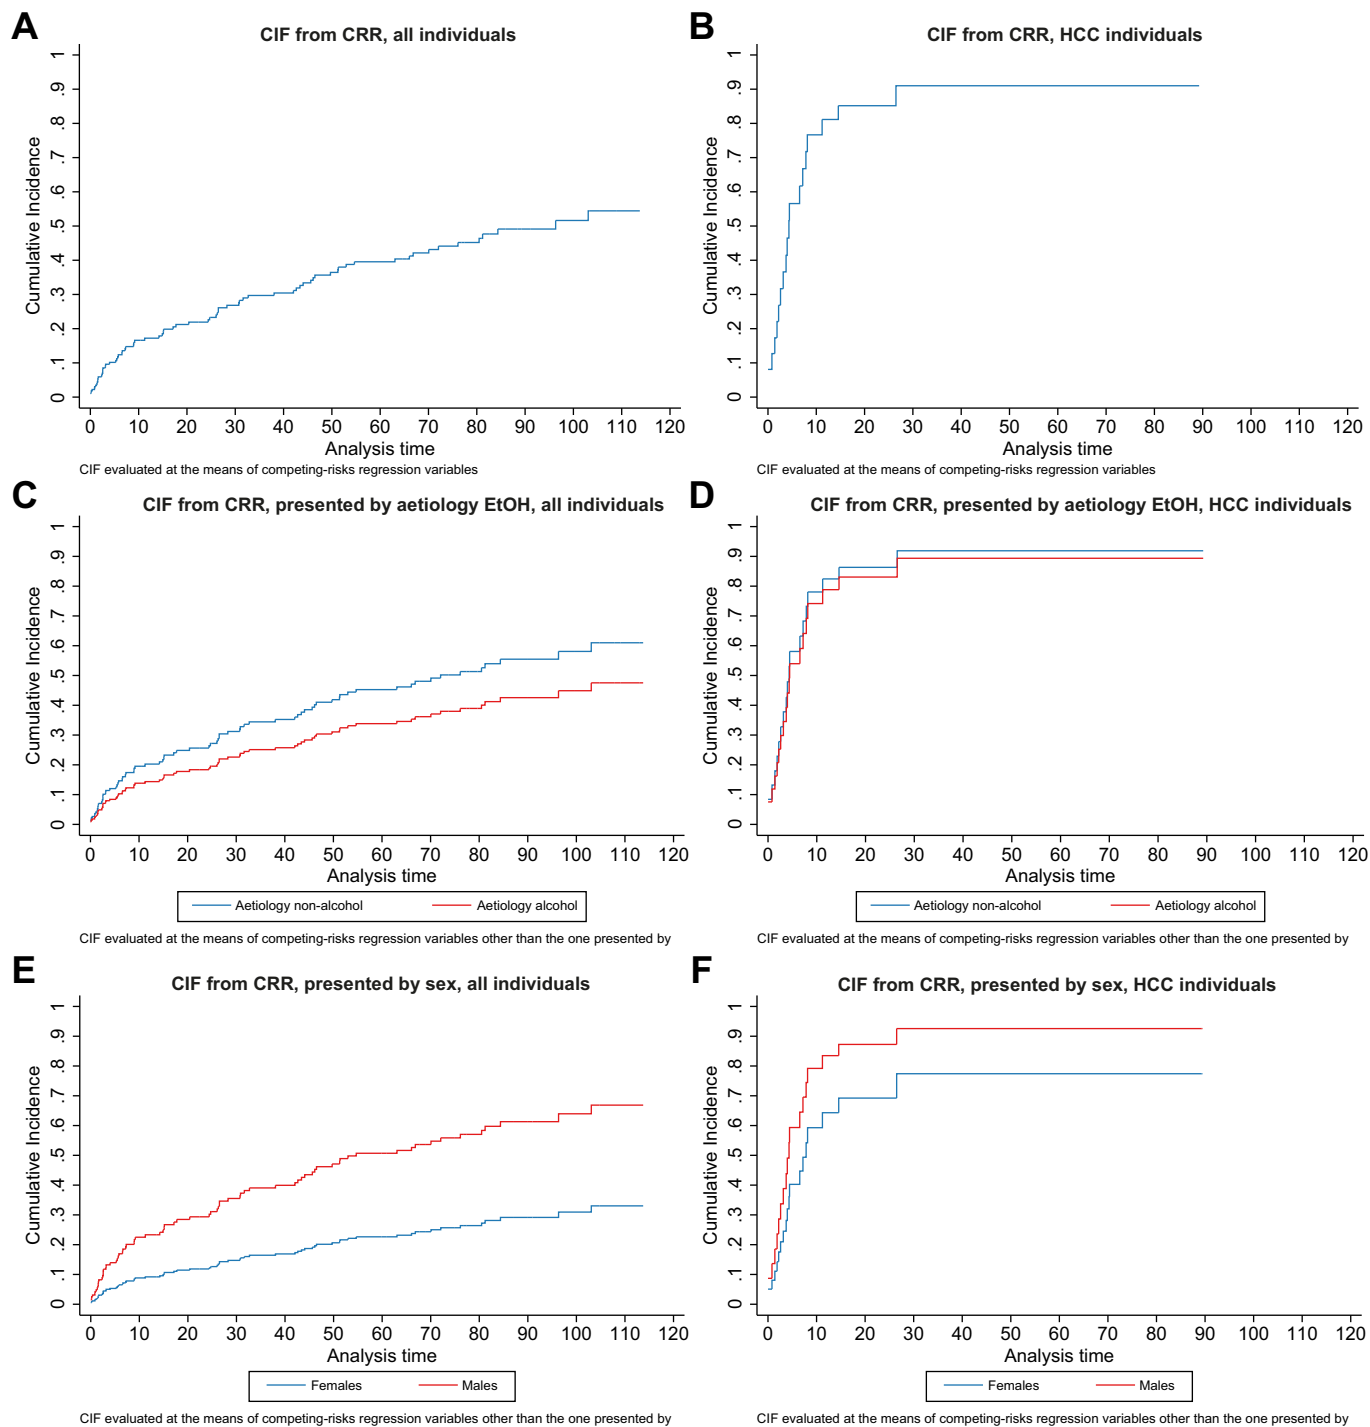 A
CIF from CRR, all individuals
Cumulative Incidence
0 .1 .2 .3 .4 .5 .6 .7 .8 .9 1
0 10 20 30 40 50 60 70 80 90 100 110 120
Analysis time
CIF evaluated at the means of competing-risks regression variables
B
CIF from CRR, HCC individuals
Cumulative Incidence
0 .1 .2 .3 .4 .5 .6 .7 .8 .9 1
0 10 20 30 40 50 60 70 80 90 100 110 120
Analysis time
CIF evaluated at the means of competing-risks regression variables
C
CIF from CRR, presented by aetiology EtOH, all individuals
Cumulative Incidence
0 .1 .2 .3 .4 .5 .6 .7 .8 .9 1
0 10 20 30 40 50 60 70 80 90 100 110 120
Analysis time
Aetiology non-alcohol Aetiology alcohol
CIF evaluated at the means of competing-risks regression variables other than the one presented by
D
CIF from CRR, presented by aetiology EtOH, HCC individuals
Cumulative Incidence
0 .1 .2 .3 .4 .5 .6 .7 .8 .9 1
0 10 20 30 40 50 60 70 80 90 100 110 120
Analysis time
Aetiology non-alcohol Aetiology alcohol
CIF evaluated at the means of competing-risks regression variables other than the one presented by
E
CIF from CRR, presented by sex, all individuals
Cumulative Incidence
0 .1 .2 .3 .4 .5 .6 .7 .8 .9 1
0 10 20 30 40 50 60 70 80 90 100 110 120
Analysis time
Females Males
CIF evaluated at the means of competing-risks regression variables other than the one presented by
F
CIF from CRR, presented by sex, HCC individuals
Cumulative Incidence
0 .1 .2 .3 .4 .5 .6 .7 .8 .9 1
0 10 20 30 40 50 60 70 80 90 100 110 120
Analysis time
Females Males
CIF evaluated at the means of competing-risks regression variables other than the one presented by